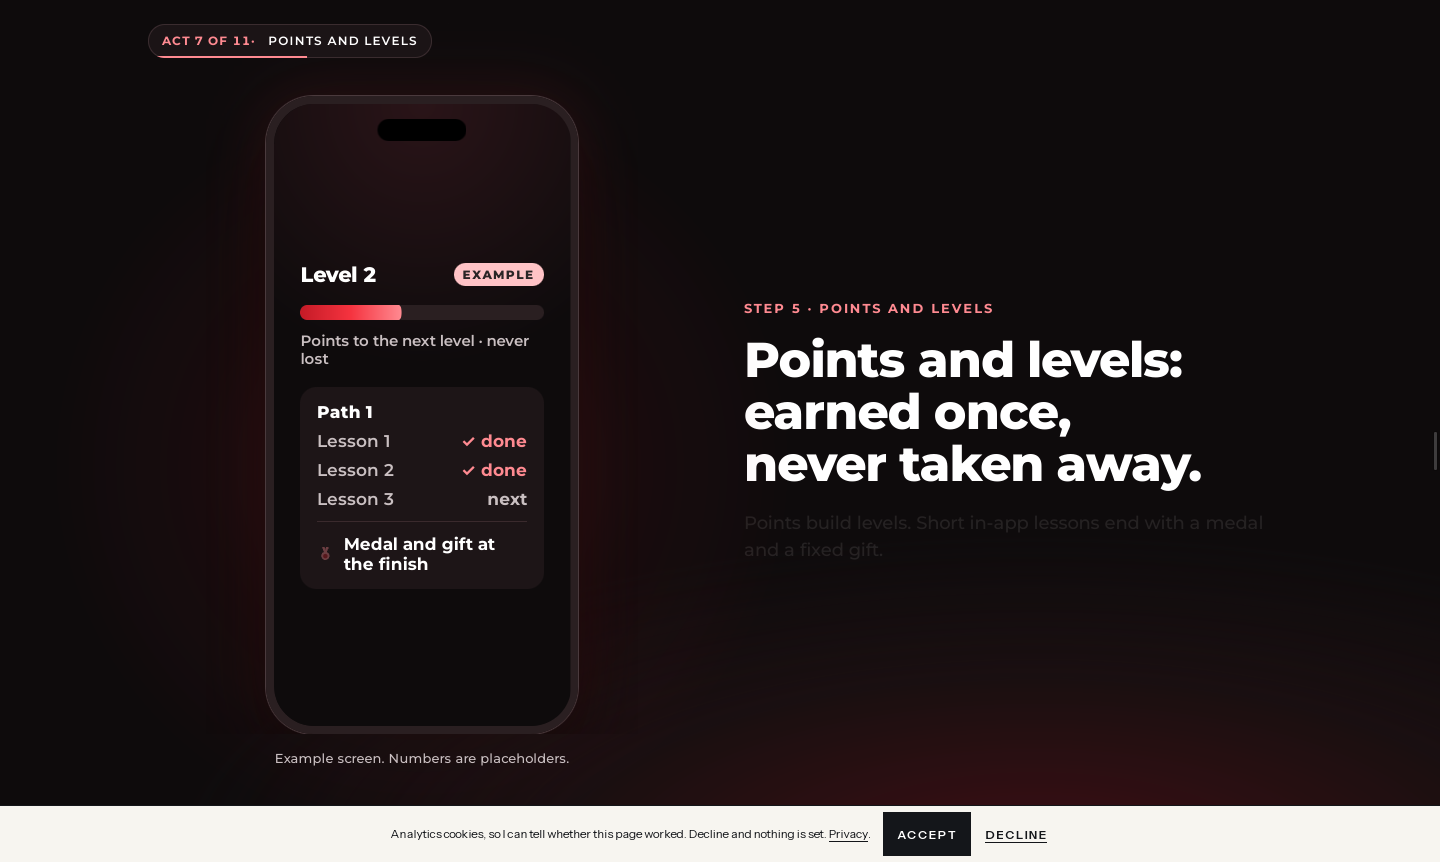 ACT 7 OF 11· POINTS AND LEVELS
Level 2 EXAMPLE
Points to the next level · never
lost
Path 1
Lesson 1 ✓ done
Lesson 2 ✓ done
Lesson 3 next
Medal and gift at
the finish
Example screen. Numbers are placeholders.
STEP 5 · POINTS AND LEVELS
Points and levels:
earned once,
never taken away.
Points build levels. Short in-app lessons end with a medal
and a fixed gift.
Analytics cookies, so I can tell whether this page worked. Decline and nothing is set. Privacy. ACCEPT DECLINE